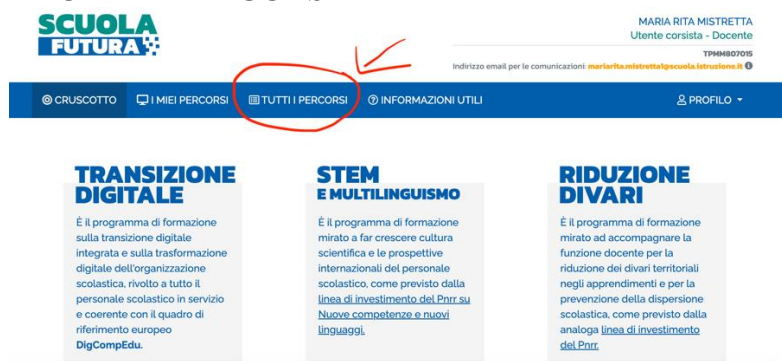 SCUOLA
FUTURA
MARIA RITA MISTRETTA
Utente corsista - Docente
TPMM807015
Indirizzo email per le comunicazioni: mariarita.mistretta1@scuola.istruzione.it
CRUSCOTTO I MIEI PERCORSI TUTTI I PERCORSI INFORMAZIONI UTILI PROFILO
TRANSIZIONE
DIGITALE
È il programma di formazione
sulla transizione digitale
integrata e sulla trasformazione
digitale dell'organizzazione
scolastica, rivolto a tutto il
personale scolastico in servizio
e coerente con il quadro di
riferimento europeo
DigCompEdu.
STEM
E MULTILINGUISMO
È il programma di formazione
mirato a far crescere cultura
scientifica e le prospettive
internazionali del personale
scolastico, come previsto dalla
linea di investimento del Pnrr su
Nuove competenze e nuovi
linguaggi.
RIDUZIONE
DIVARI
È il programma di formazione
mirato ad accompagnare la
funzione docente per la
riduzione dei divari territoriali
negli apprendimenti e per la
prevenzione della dispersione
scolastica, come previsto dalla
analoga linea di investimento
del Pnrr.